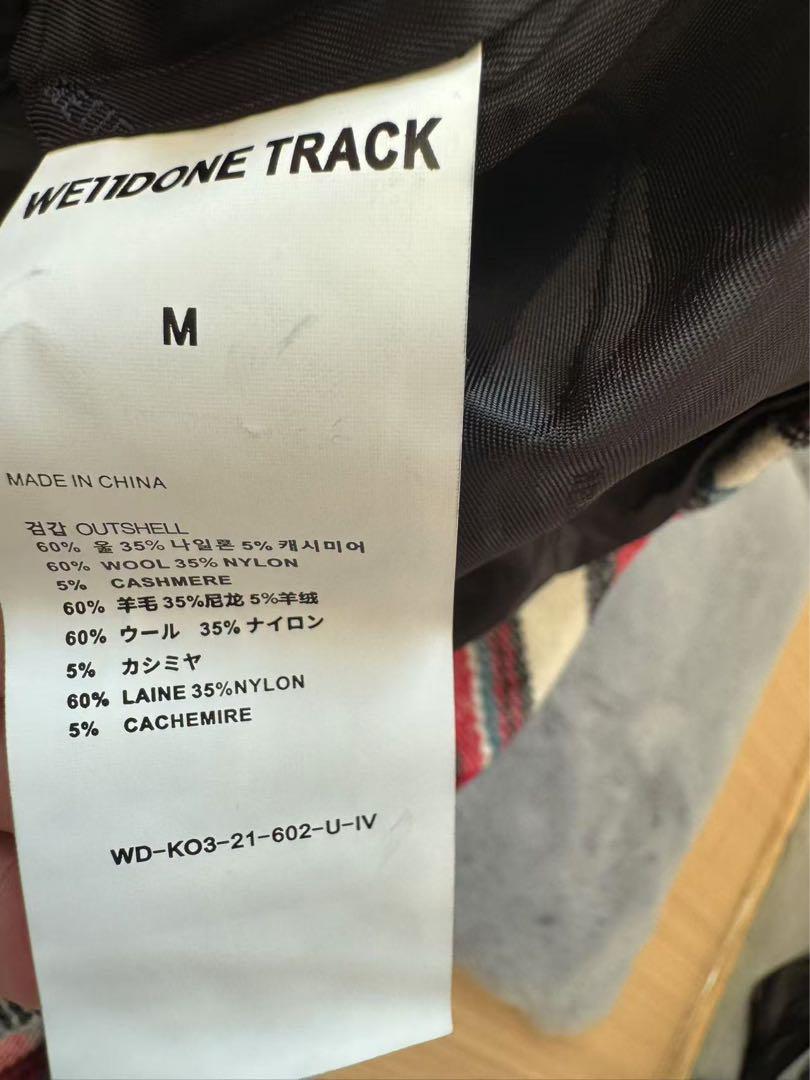 WE11DONE TRACK
M
MADE IN CHINA
겉감 OUTSHELL
60% 울 35% 나일론 5% 캐시미어
60% WOOL 35% NYLON
5% CASHMERE
60% 羊毛 35%尼龙 5%羊绒
60% ウール 35% ナイロン
5% カシミヤ
60% LAINE 35%NYLON
5% CACHEMIRE
WD-KO3-21-602-U-IV